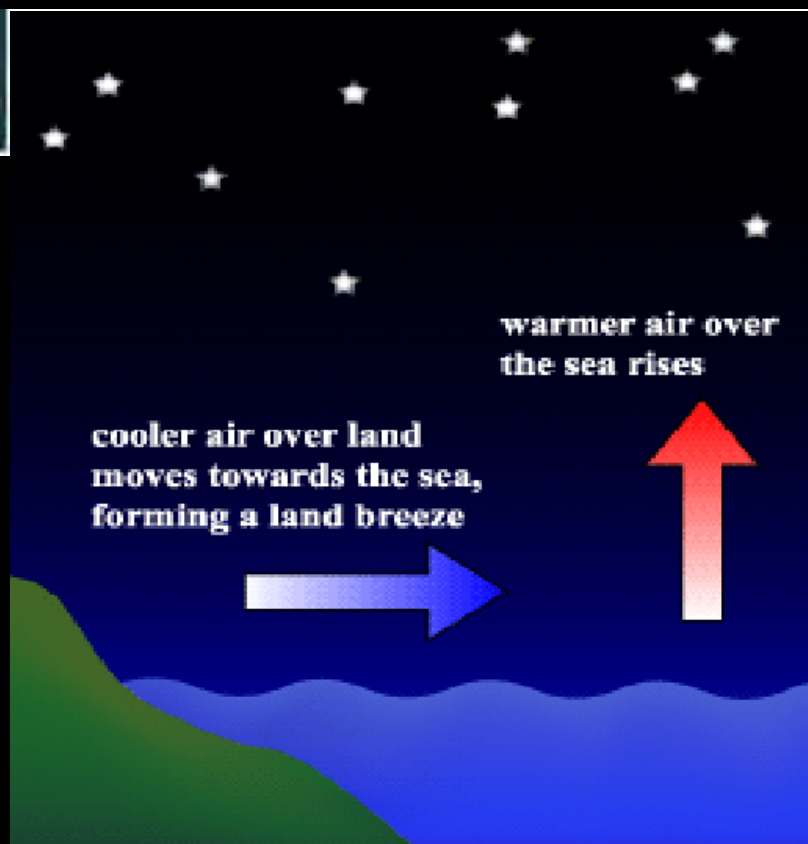 warmer air over
the sea rises
cooler air over land
moves towards the sea,
forming a land breeze